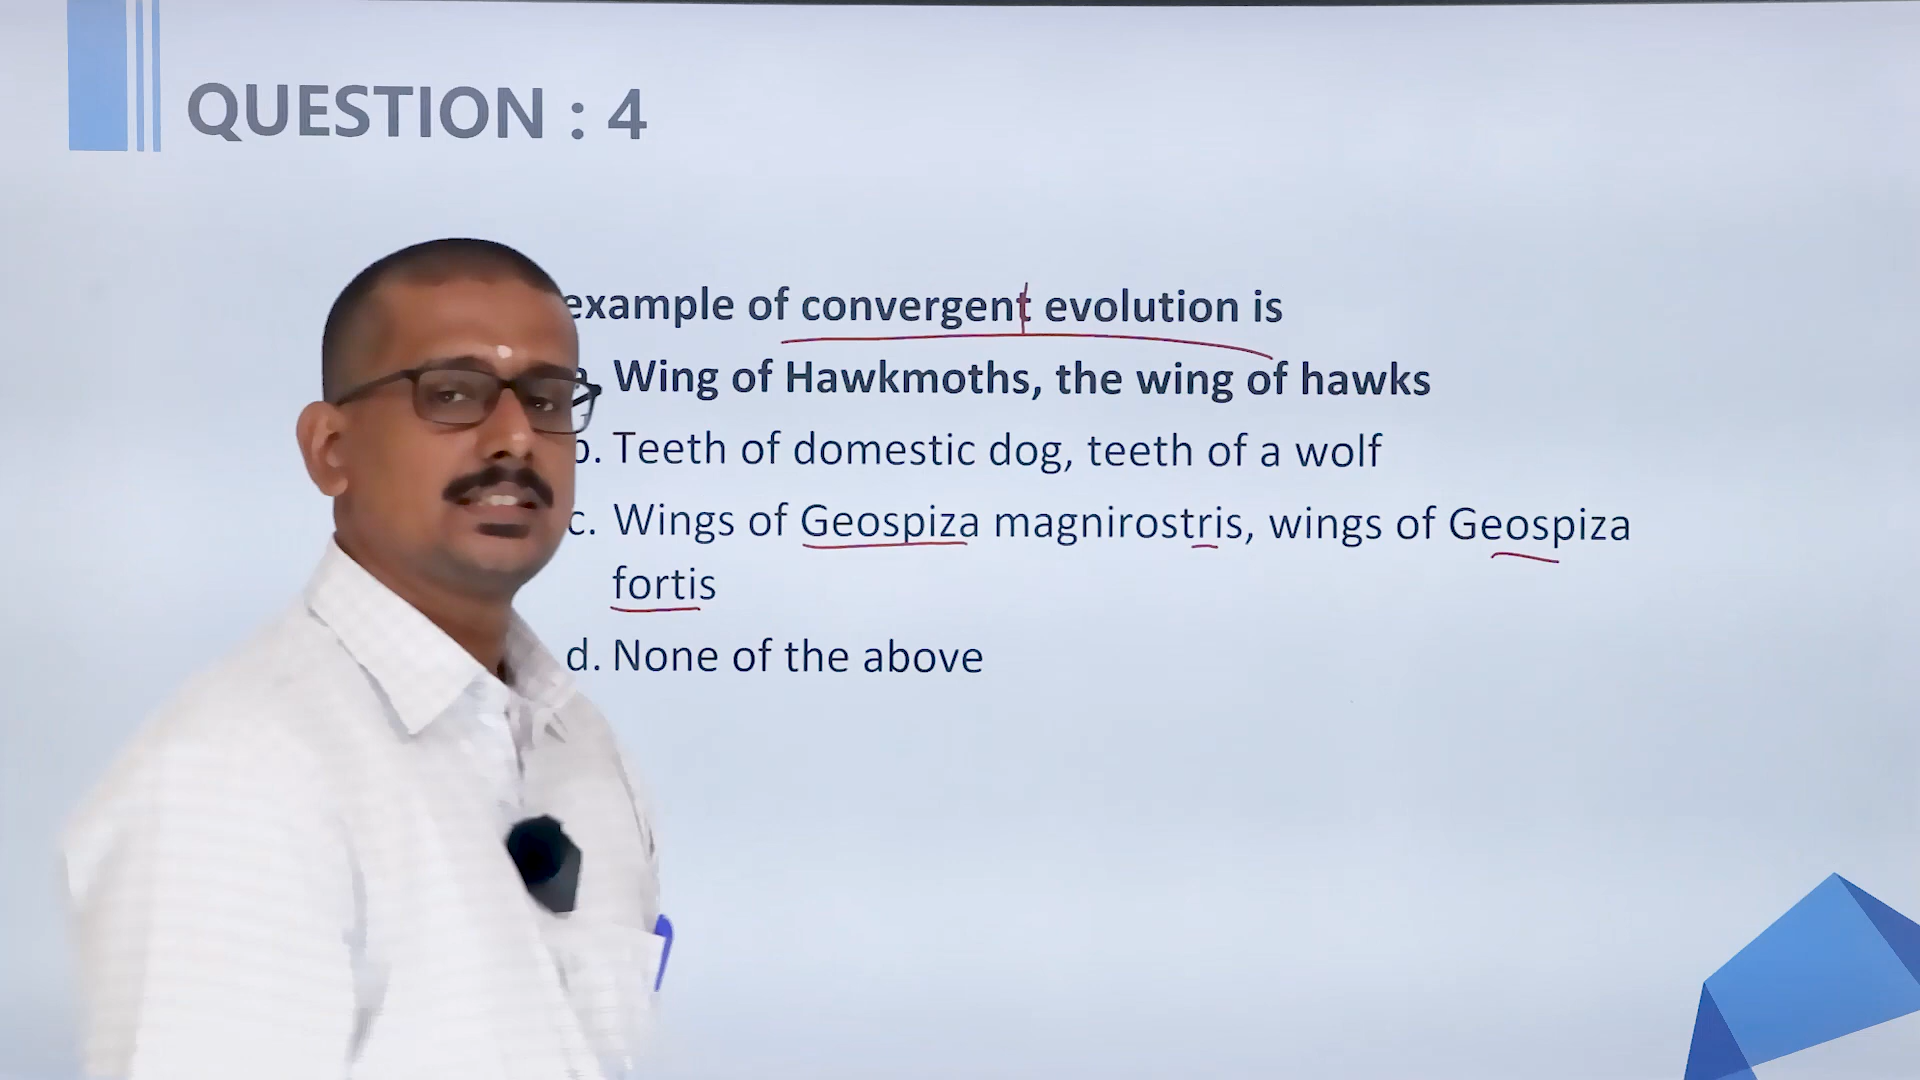 QUESTION : 4
example of convergent evolution is
a. Wing of Hawkmoths, the wing of hawks
b. Teeth of domestic dog, teeth of a wolf
c. Wings of Geospiza magnirostris, wings of Geospiza
fortis
d. None of the above